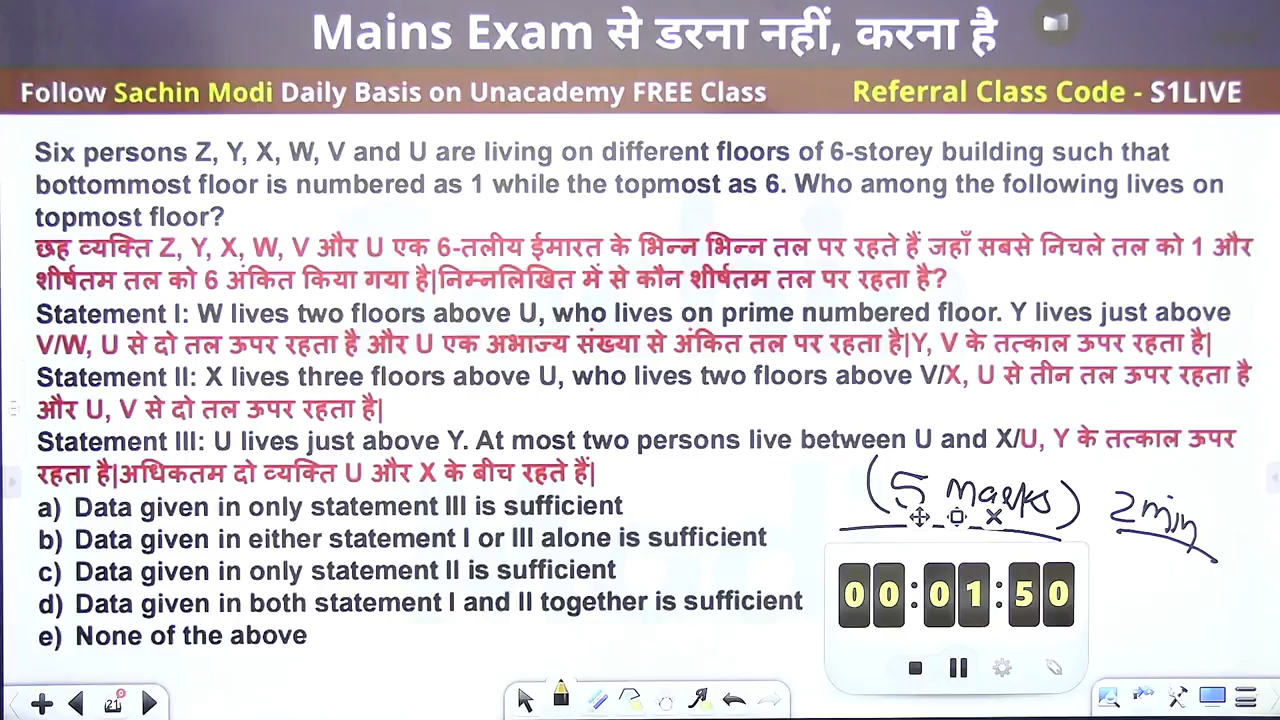 Mains Exam से डरना नहीं, करना है
Follow Sachin Modi Daily Basis on Unacademy FREE Class
Referral Class Code - S1LIVE
Six persons Z, Y, X, W, V and U are living on different floors of 6-storey building such that
bottommost floor is numbered as 1 while the topmost as 6. Who among the following lives on
topmost floor?
छह व्यक्ति Z, Y, X, W, V और U एक 6-तलीय ईमारत के भिन्न भिन्न तल पर रहते हैं जहाँ सबसे निचले तल को 1 और
शीर्षतम तल को 6 अंकित किया गया है|निम्नलिखित में से कौन शीर्षतम तल पर रहता है?
Statement I: W lives two floors above U, who lives on prime numbered floor. Y lives just above
V/W, U से दो तल ऊपर रहता है और U एक अभाज्य संख्या से अंकित तल पर रहता है|Y, V के तत्काल ऊपर रहता है|
Statement II: X lives three floors above U, who lives two floors above V/X, U से तीन तल ऊपर रहता है
और U, V से दो तल ऊपर रहता है|
Statement III: U lives just above Y. At most two persons live between U and X/U, Y के तत्काल ऊपर
रहता है|अधिकतम दो व्यक्ति U और X के बीच रहते हैं|
a) Data given in only statement III is sufficient
b) Data given in either statement I or III alone is sufficient
c) Data given in only statement II is sufficient
d) Data given in both statement I and II together is sufficient
e) None of the above
(5 marks) 2min
00:01:50
21